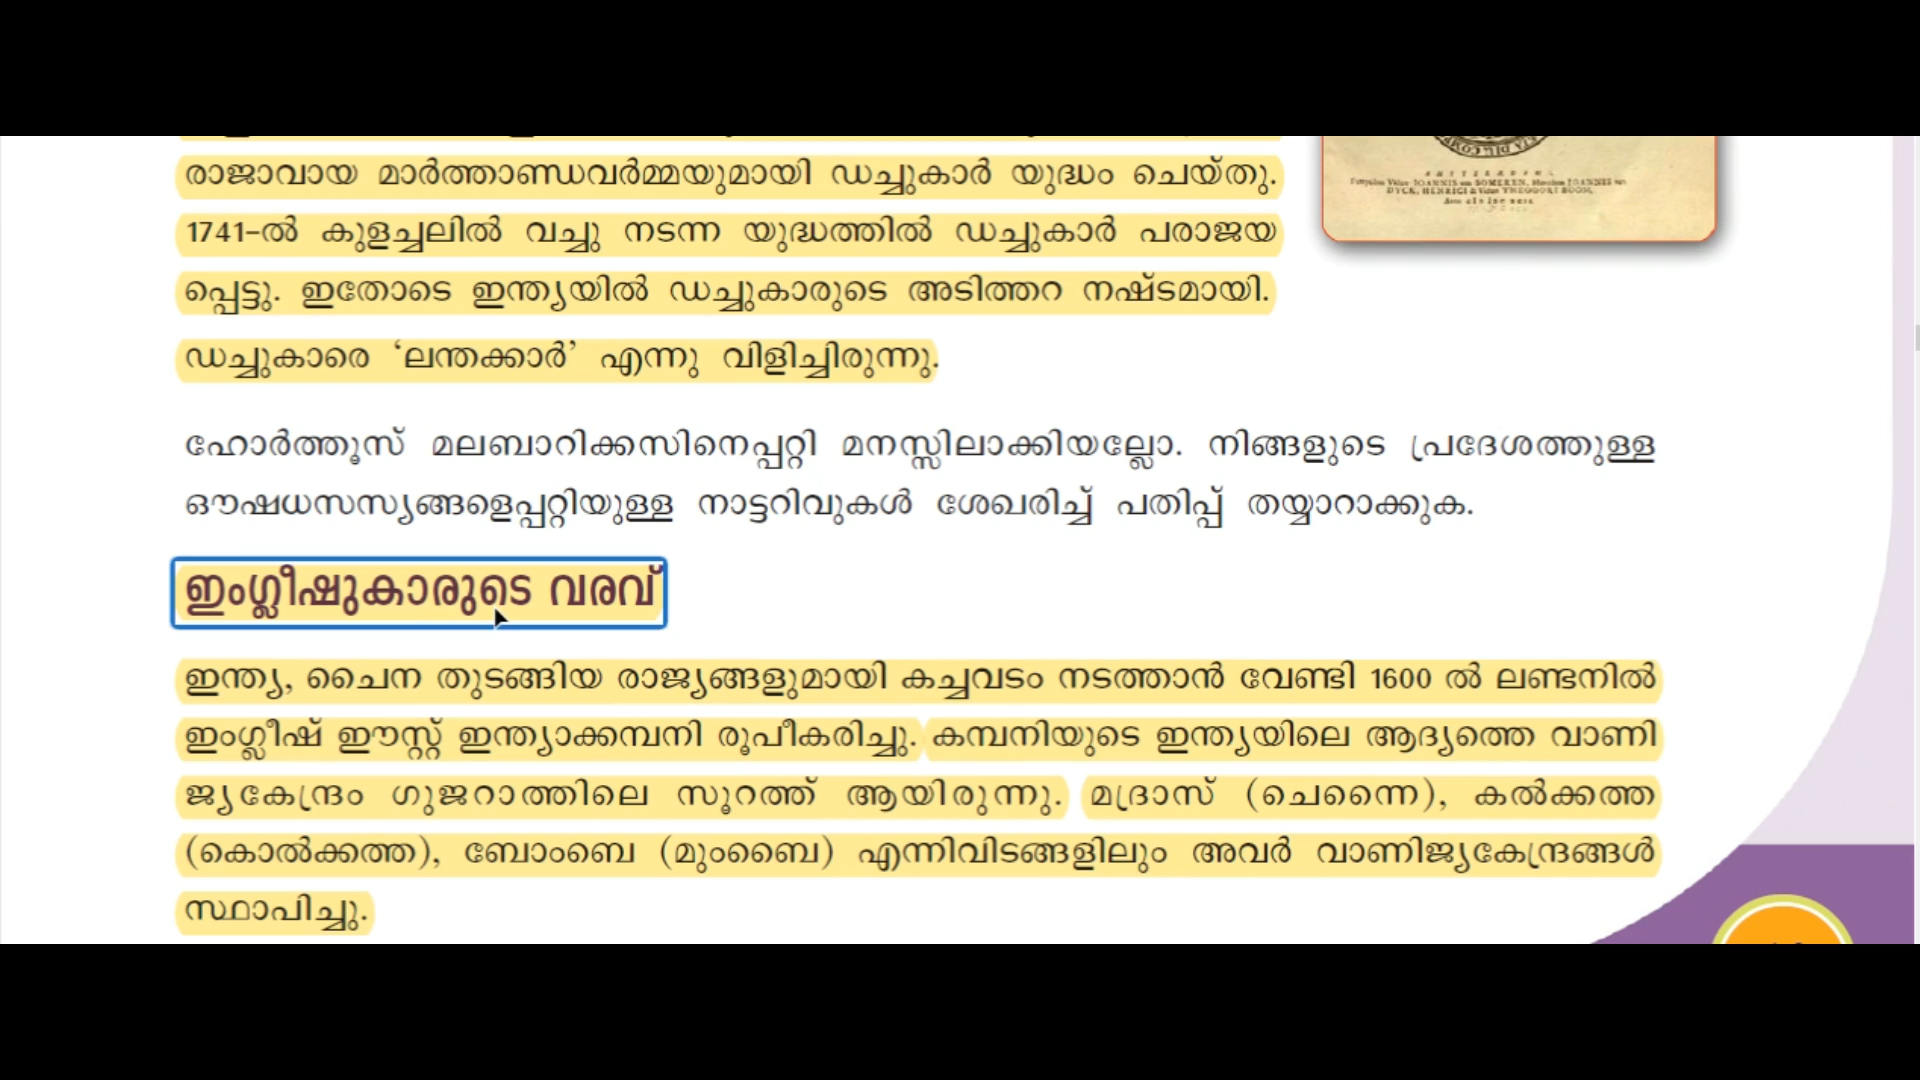 രാജാവായ മാർത്താണ്ഡവർമ്മയുമായി ഡച്ചുകാർ യുദ്ധം ചെയ്തു.
1741-ൽ കുളച്ചലിൽ വച്ചു നടന്ന യുദ്ധത്തിൽ ഡച്ചുകാർ പരാജയ
പ്പെട്ടു. ഇതോടെ ഇന്ത്യയിൽ ഡച്ചുകാരുടെ അടിത്തറ നഷ്ടമായി.
ഡച്ചുകാരെ ‘ലന്തക്കാർ’ എന്നു വിളിച്ചിരുന്നു.
ഹോർത്തൂസ് മലബാറിക്കസിനെപ്പറ്റി മനസ്സിലാക്കിയല്ലോ. നിങ്ങളുടെ പ്രദേശത്തുള്ള
ഔഷധസസ്യങ്ങളെപ്പറ്റിയുള്ള നാട്ടറിവുകൾ ശേഖരിച്ച് പതിപ്പ് തയ്യാറാക്കുക.
ഇംഗ്ലീഷുകാരുടെ വരവ്
ഇന്ത്യ, ചൈന തുടങ്ങിയ രാജ്യങ്ങളുമായി കച്ചവടം നടത്താൻ വേണ്ടി 1600 ൽ ലണ്ടനിൽ
ഇംഗ്ലീഷ് ഈസ്റ്റ് ഇന്ത്യാക്കമ്പനി രൂപീകരിച്ചു. കമ്പനിയുടെ ഇന്ത്യയിലെ ആദ്യത്തെ വാണി
ജ്യകേന്ദ്രം ഗുജറാത്തിലെ സൂറത്ത് ആയിരുന്നു. മദ്രാസ് (ചെന്നൈ), കൽക്കത്ത
(കൊൽക്കത്ത), ബോംബെ (മുംബൈ) എന്നിവിടങ്ങളിലും അവർ വാണിജ്യകേന്ദ്രങ്ങൾ
സ്ഥാപിച്ചു.